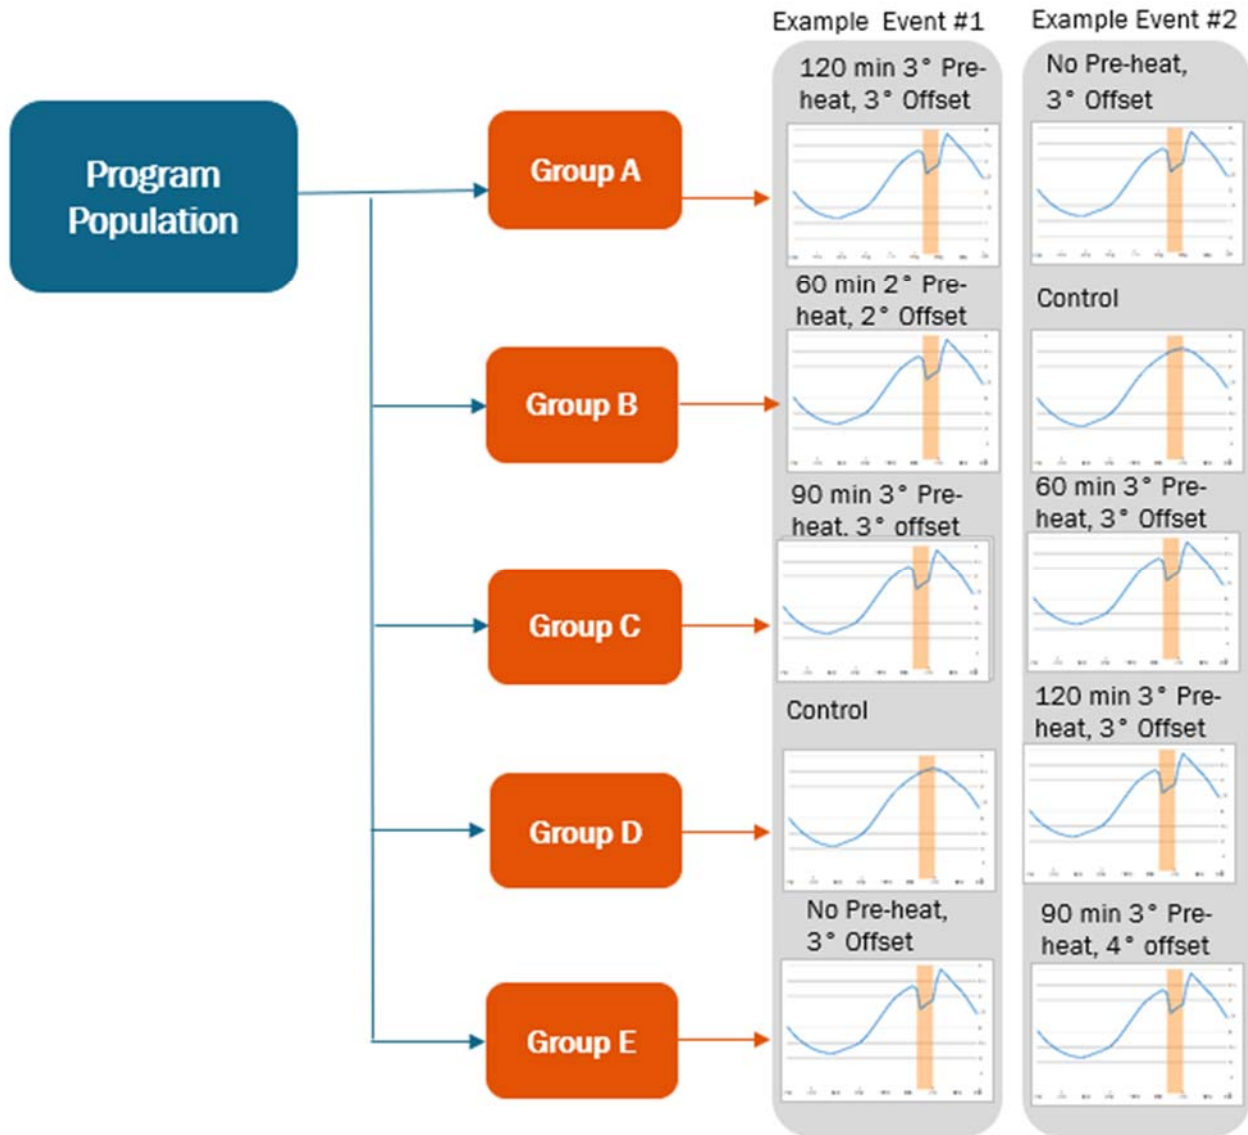 Example Event #1
Example Event #2
Program
Population
Group A
120 min 3° Pre-
heat, 3° Offset
No Pre-heat,
3° Offset
Group B
60 min 2° Pre-
heat, 2° Offset
Control
Group C
90 min 3° Pre-
heat, 3° offset
60 min 3° Pre-
heat, 3° Offset
Group D
Control
120 min 3° Pre-
heat, 3° Offset
Group E
No Pre-heat,
3° Offset
90 min 3° Pre-
heat, 4° offset